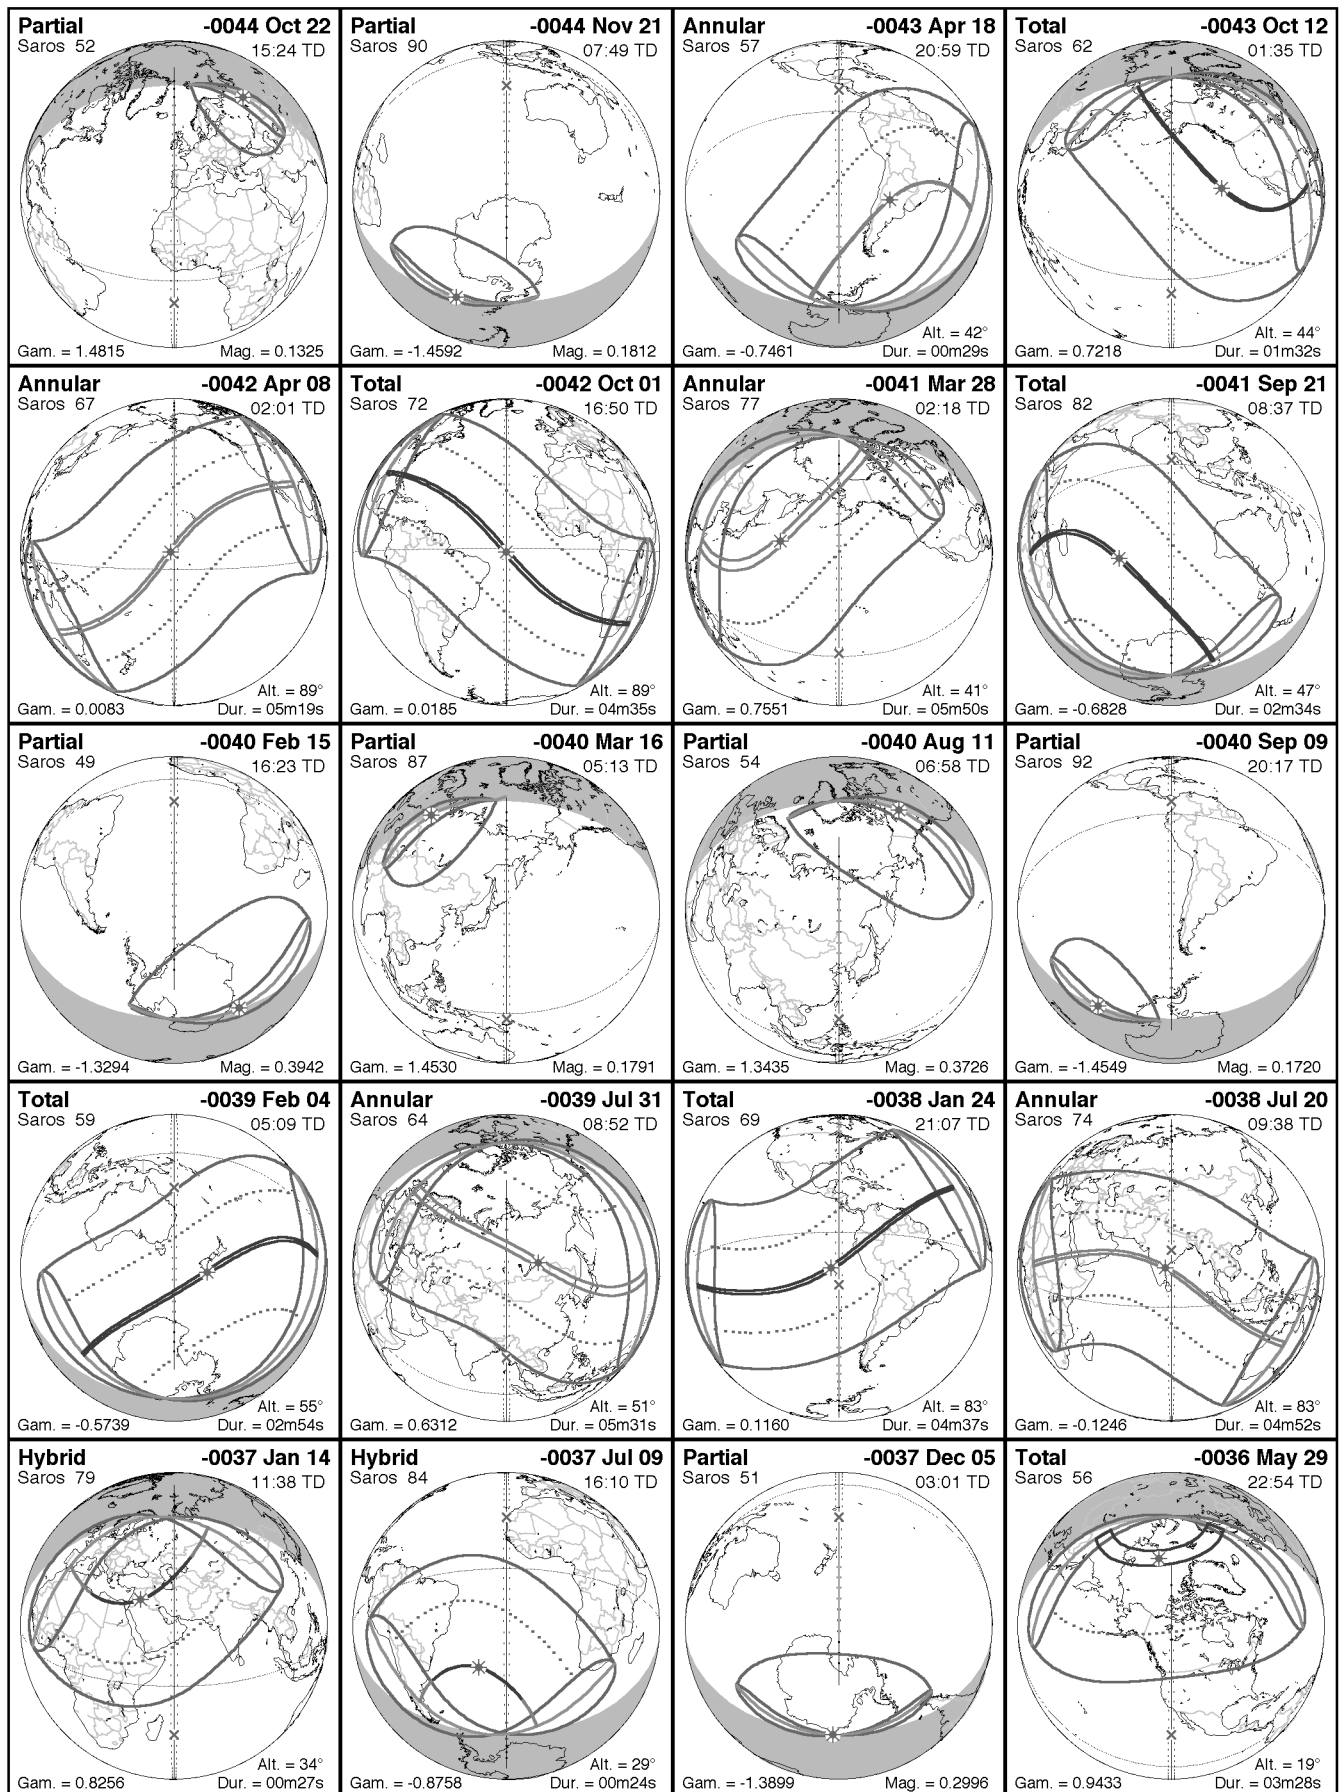 Partial -0044 Oct 22
Saros 52 15:24 TD
Gam. = 1.4815 Mag. = 0.1325
Partial -0044 Nov 21
Saros 90 07:49 TD
Gam. = -1.4592 Mag. = 0.1812
Annular -0043 Apr 18
Saros 57 20:59 TD
Alt. = 42°
Gam. = -0.7461 Dur. = 00m29s
Total -0043 Oct 12
Saros 62 01:35 TD
Alt. = 44°
Gam. = 0.7218 Dur. = 01m32s
Annular -0042 Apr 08
Saros 67 02:01 TD
Alt. = 89°
Gam. = 0.0083 Dur. = 05m19s
Total -0042 Oct 01
Saros 72 16:50 TD
Alt. = 89°
Gam. = 0.0185 Dur. = 04m35s
Annular -0041 Mar 28
Saros 77 02:18 TD
Alt. = 41°
Gam. = 0.7551 Dur. = 05m50s
Total -0041 Sep 21
Saros 82 08:37 TD
Alt. = 47°
Gam. = -0.6828 Dur. = 02m34s
Partial -0040 Feb 15
Saros 49 16:23 TD
Gam. = -1.3294 Mag. = 0.3942
Partial -0040 Mar 16
Saros 87 05:13 TD
Gam. = 1.4530 Mag. = 0.1791
Partial -0040 Aug 11
Saros 54 06:58 TD
Gam. = 1.3435 Mag. = 0.3726
Partial -0040 Sep 09
Saros 92 20:17 TD
Gam. = -1.4549 Mag. = 0.1720
Total -0039 Feb 04
Saros 59 05:09 TD
Alt. = 55°
Gam. = -0.5739 Dur. = 02m54s
Annular -0039 Jul 31
Saros 64 08:52 TD
Alt. = 51°
Gam. = 0.6312 Dur. = 05m31s
Total -0038 Jan 24
Saros 69 21:07 TD
Alt. = 83°
Gam. = 0.1160 Dur. = 04m37s
Annular -0038 Jul 20
Saros 74 09:38 TD
Alt. = 83°
Gam. = -0.1246 Dur. = 04m52s
Hybrid -0037 Jan 14
Saros 79 11:38 TD
Alt. = 34°
Gam. = 0.8256 Dur. = 00m27s
Hybrid -0037 Jul 09
Saros 84 16:10 TD
Alt. = 29°
Gam. = -0.8758 Dur. = 00m24s
Partial -0037 Dec 05
Saros 51 03:01 TD
Gam. = -1.3899 Mag. = 0.2996
Total -0036 May 29
Saros 56 22:54 TD
Alt. = 19°
Gam. = 0.9433 Dur. = 03m28s